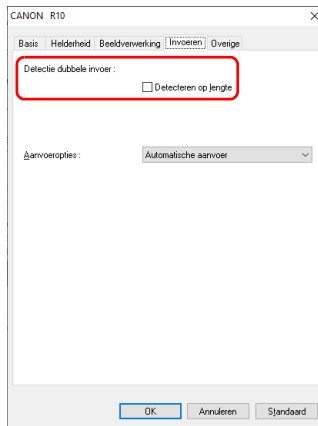 CANON R10
Basis Helderheid Beeldverwerking Invoeren Overige
Detectie dubbele invoer :
Detecteren op lengte
Aanvoeropties : Automatische aanvoer
OK Annuleren Standaard